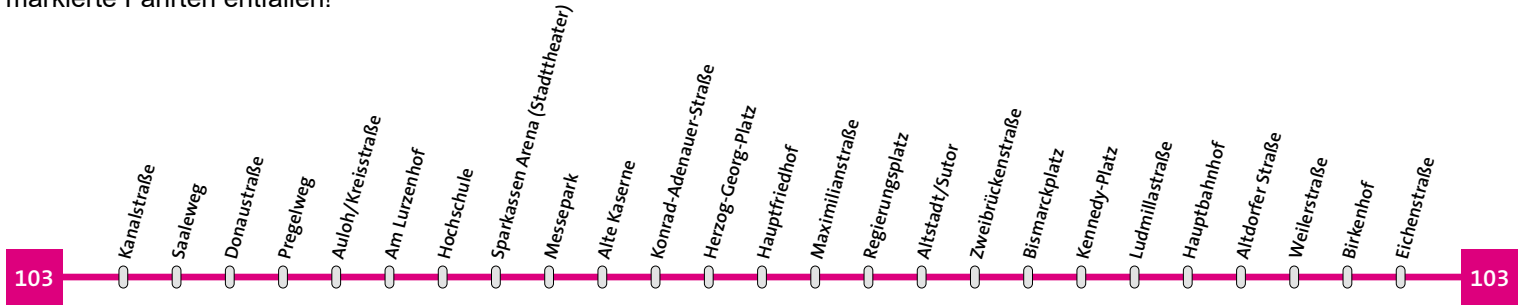 markierte Fahrten entfallen!
103
Kanalstraße
Saaleweg
Donaustraße
Pregelweg
Auloh/Kreisstraße
Am Lurzenhof
Hochschule
Sparkassen Arena (Stadttheater)
Messepark
Alte Kaserne
Konrad-Adenauer-Straße
Herzog-Georg-Platz
Hauptfriedhof
Maximilianstraße
Regierungsplatz
Altstadt/Sutor
Zweibrückenstraße
Bismarckplatz
Kennedy-Platz
Ludmillastraße
Hauptbahnhof
Altdorfer Straße
Weilerstraße
Birkenhof
Eichenstraße
103